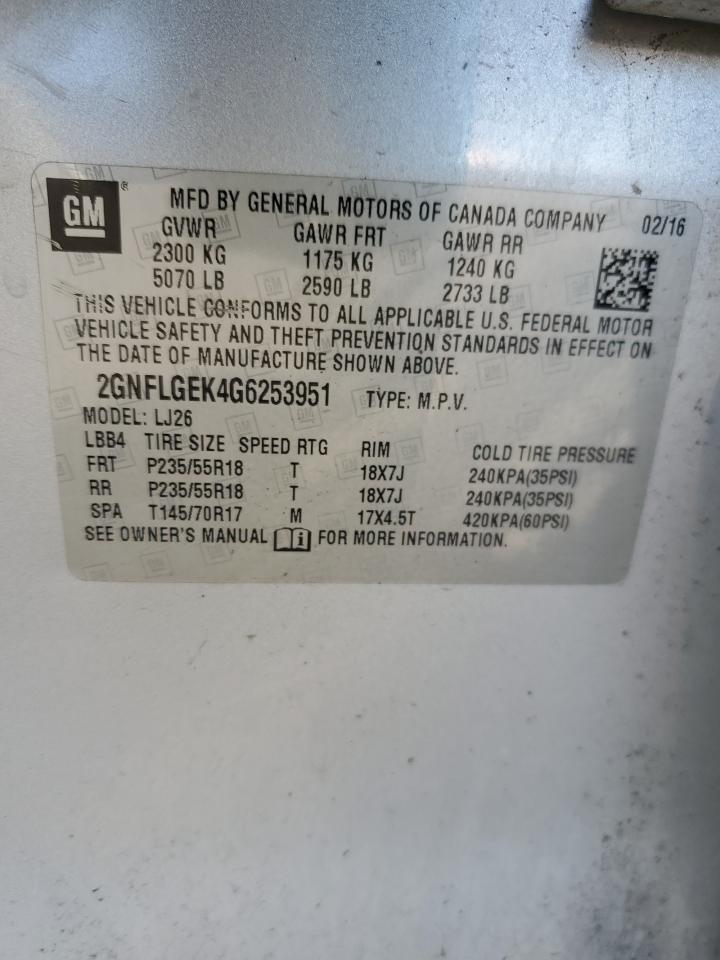 GM®
MFD BY GENERAL MOTORS OF CANADA COMPANY 02/16
GVWR GAWR FRT GAWR RR
2300 KG 1175 KG 1240 KG
5070 LB 2590 LB 2733 LB
THIS VEHICLE CONFORMS TO ALL APPLICABLE U.S. FEDERAL MOTOR
VEHICLE SAFETY AND THEFT PREVENTION STANDARDS IN EFFECT ON
THE DATE OF MANUFACTURE SHOWN ABOVE.
2GNFLGEK4G6253951 TYPE: M.P.V.
MODEL: LJ26
LBB4 TIRE SIZE SPEED RTG RIM COLD TIRE PRESSURE
FRT P235/55R18 T 18X7J 240KPA(35PSI)
RR P235/55R18 T 18X7J 240KPA(35PSI)
SPA T145/70R17 M 17X4.5T 420KPA(60PSI)
SEE OWNER'S MANUAL i FOR MORE INFORMATION.